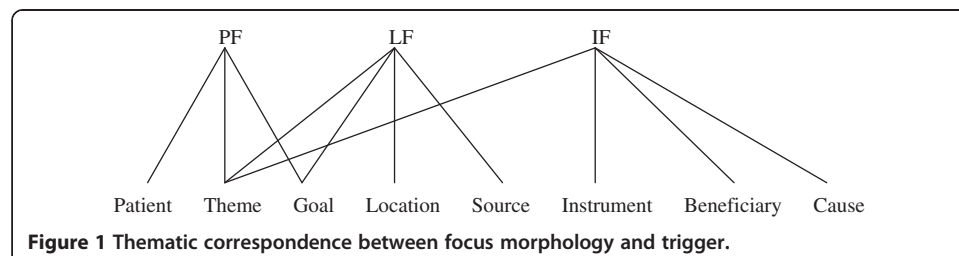 PF LF IF
Patient Theme Goal Location Source Instrument Beneficiary Cause
Figure 1 Thematic correspondence between focus morphology and trigger.